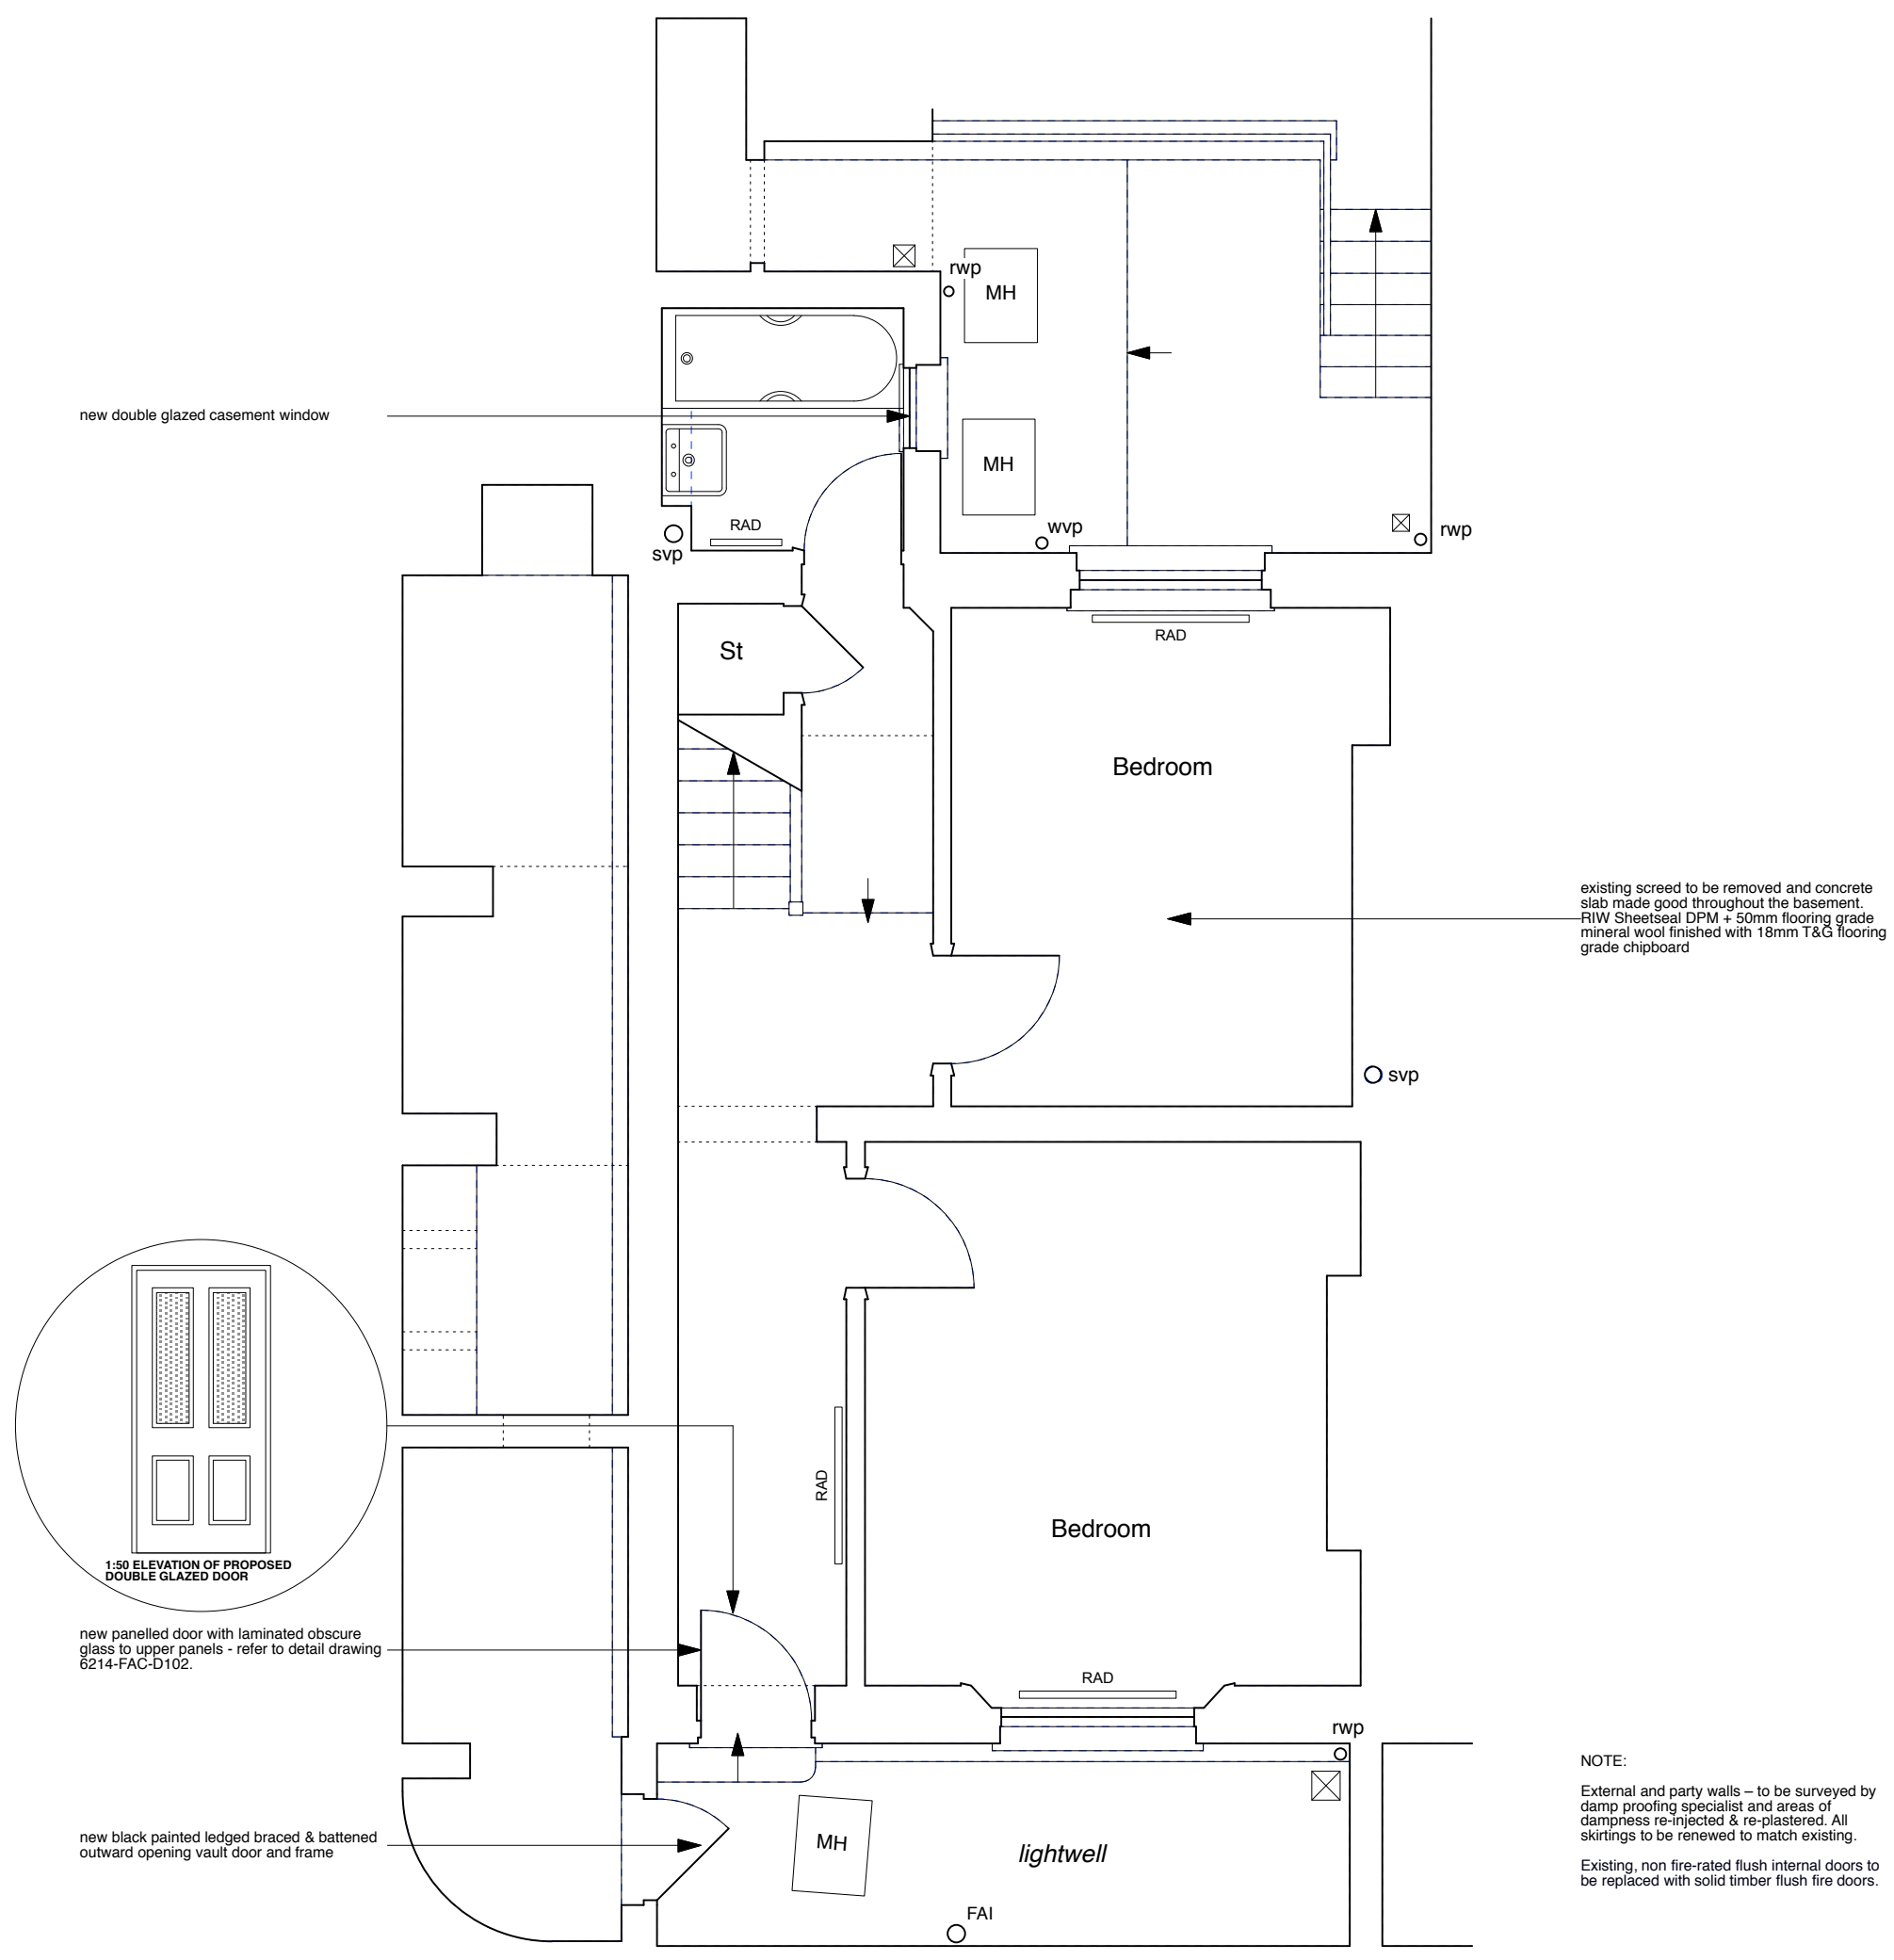 rwp
MH
new double glazed casement window
MH
RAD
svp
wvp
rwp
RAD
St
Bedroom
existing screed to be removed and concrete
slab made good throughout the basement.
RIW Sheetseal DPM + 50mm flooring grade
mineral wool finished with 18mm T&G flooring
grade chipboard
svp
RAD
Bedroom
1:50 ELEVATION OF PROPOSED
DOUBLE GLAZED DOOR
new panelled door with laminated obscure
glass to upper panels - refer to detail drawing
6214-FAC-D102.
RAD
rwp
NOTE:
External and party walls – to be surveyed by
damp proofing specialist and areas of
dampness re-injected & re-plastered. All
skirtings to be renewed to match existing.
Existing, non fire-rated flush internal doors to
be replaced with solid timber flush fire doors.
new black painted ledged braced & battened
outward opening vault door and frame
MH
lightwell
FAI